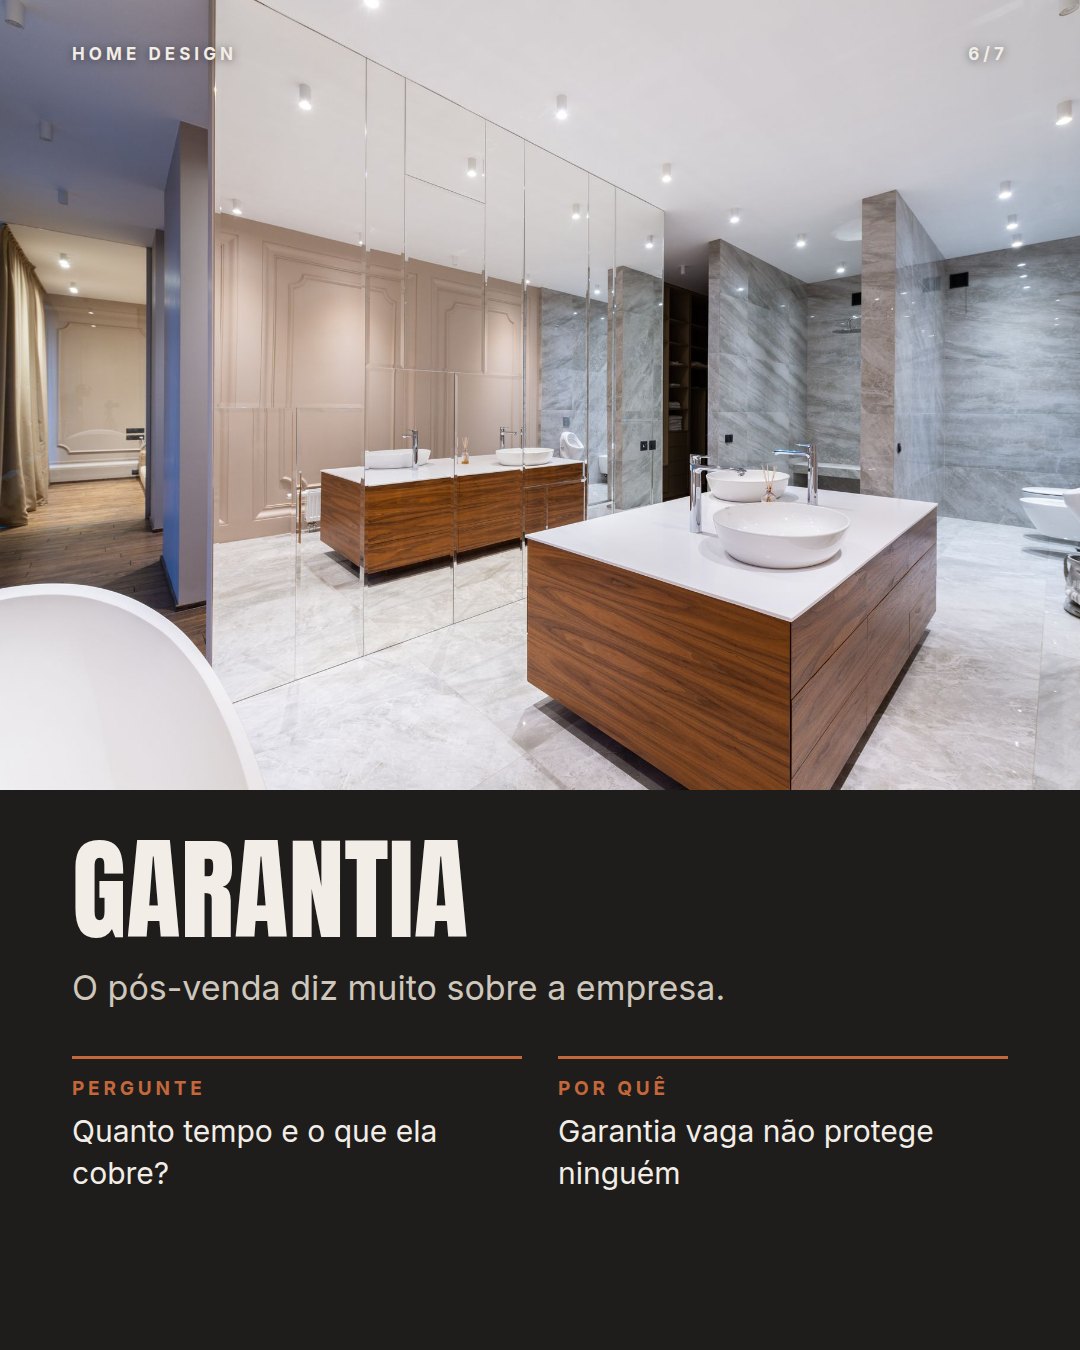 HOME DESIGN
6/7
GARANTIA
O pós-venda diz muito sobre a empresa.
PERGUNTE
Quanto tempo e o que ela
cobre?
POR QUÊ
Garantia vaga não protege
ninguém